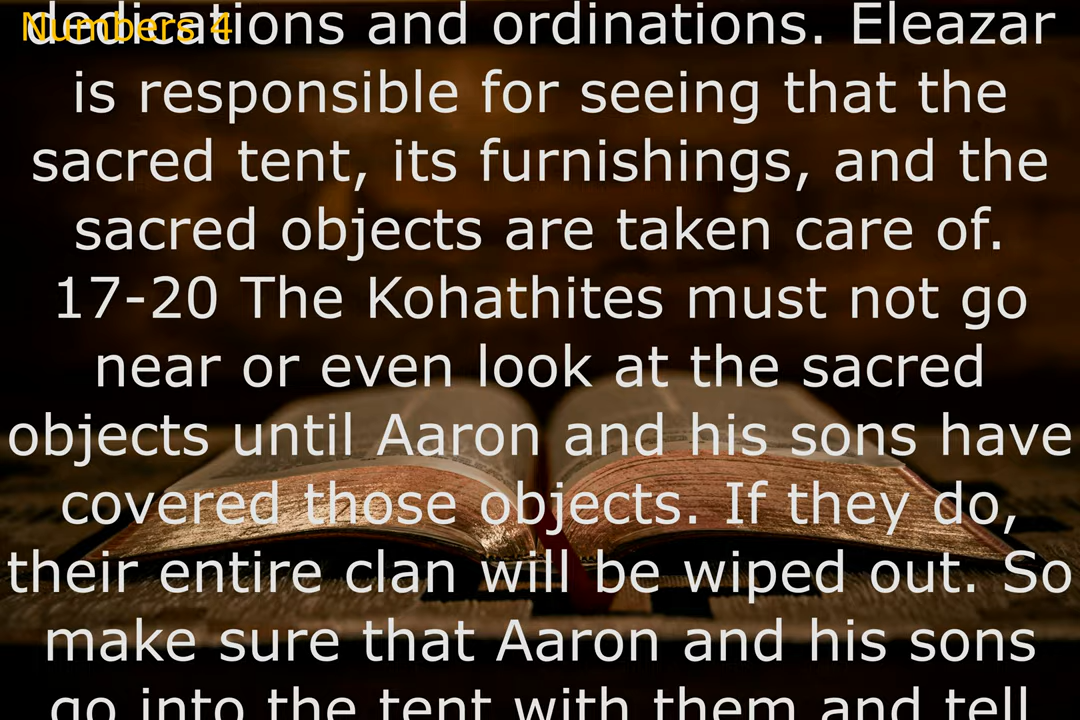 Numbers 4
dedications and ordinations. Eleazar
is responsible for seeing that the
sacred tent, its furnishings, and the
sacred objects are taken care of.
17-20 The Kohathites must not go
near or even look at the sacred
objects until Aaron and his sons have
covered those objects. If they do,
their entire clan will be wiped out. So
make sure that Aaron and his sons
go into the tent with them and tell